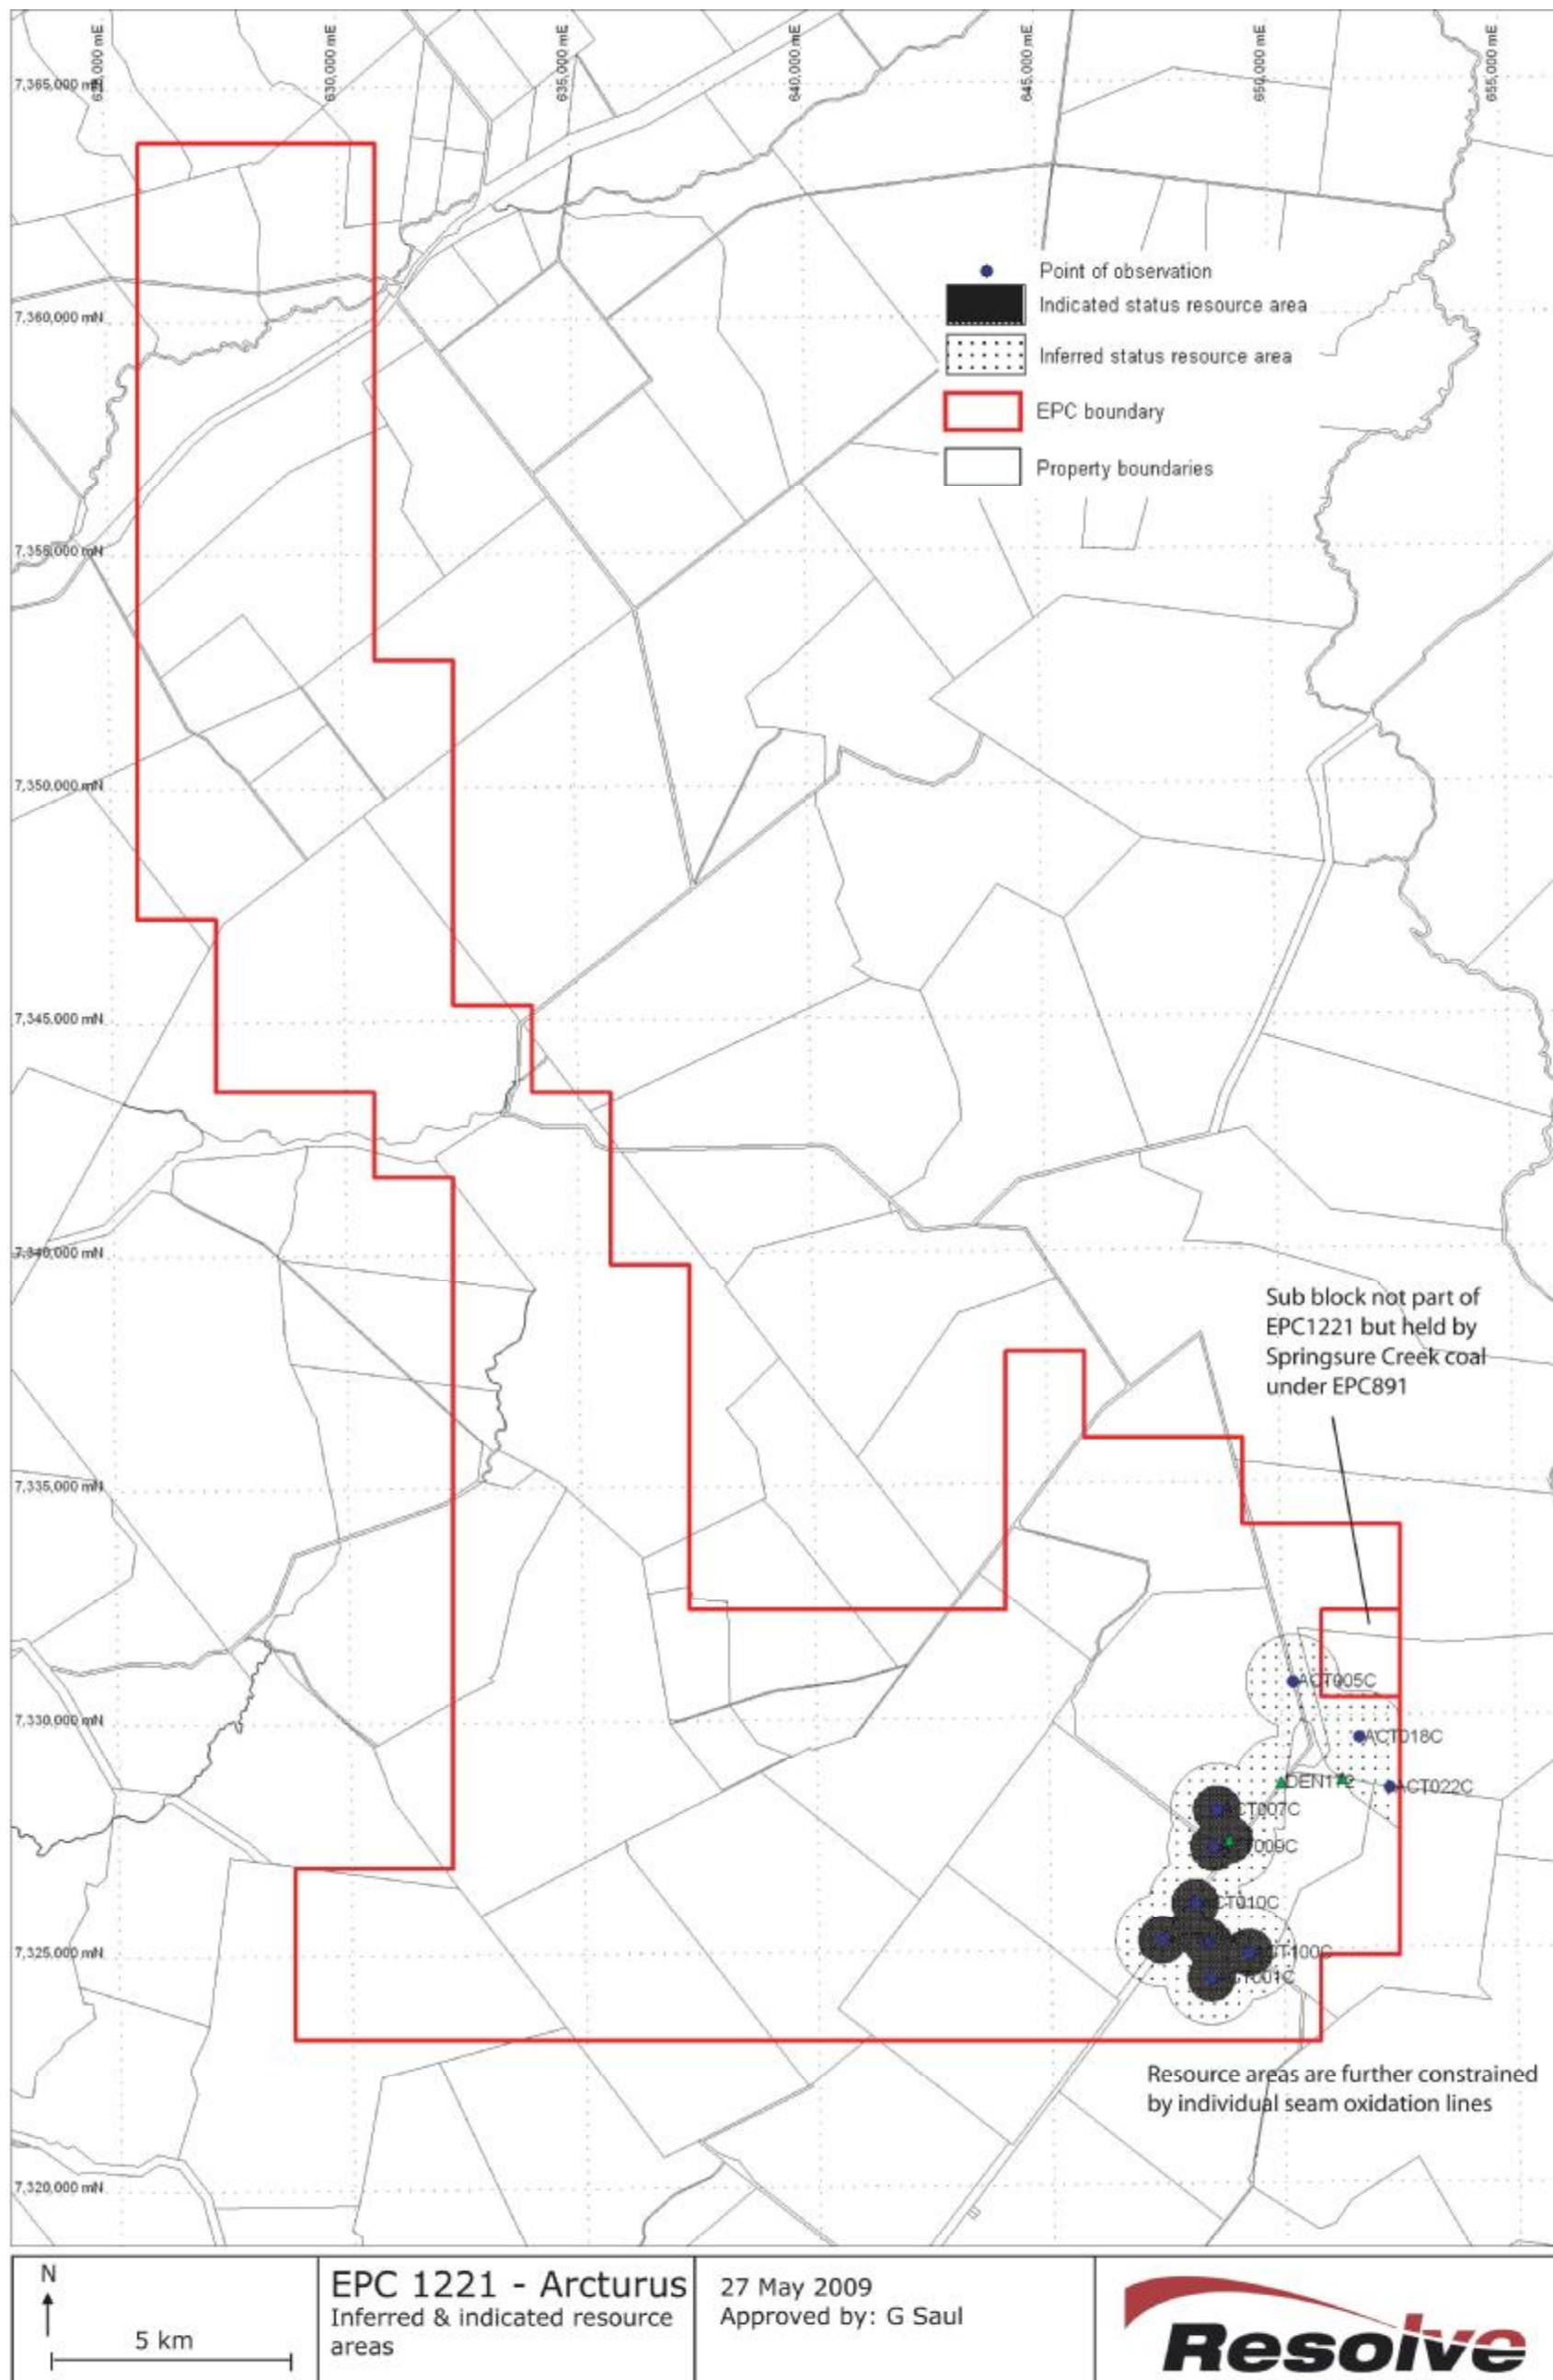 630,000 mE
635,000 mE
640,000 mE
645,000 mE
650,000 mE
655,000 mE
7,365,000 mN
Point of observation
Indicated status resource area
7,360,000 mN
Inferred status resource area
EPC boundary
Property boundaries
7,355,000 mN
7,350,000 mN
7,345,000 mN
7,340,000 mN
Sub block not part of
EPC1221 but held by
Springsure Creek coal
under EPC891
7,335,000 mN
ACT005C
7,330,000 mN
ACT018C
DEN172
ACT022C
ACT007C
009C
ACT010C
7,325,000 mN
ACT100C
ACT001C
Resource areas are further constrained
by individual seam oxidation lines
7,320,000 mN
N
5 km
EPC 1221 - Arcturus
Inferred & indicated resource
areas
27 May 2009
Approved by: G Saul
Resolve